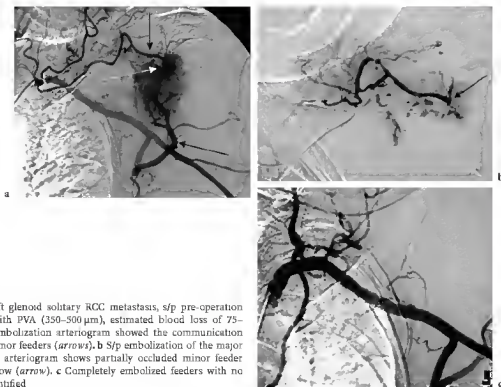 a
b
ft glenoid solitary RCC metastasis, s/p pre-operation
ith PVA (350–500 µm), estimated blood loss of 75–
mbolization arteriogram showed the communication
nor feeders (arrows). b S/p embolization of the major
arteriogram shows partially occluded minor feeder
ow (arrow). c Completely embolized feeders with no
ntified
c